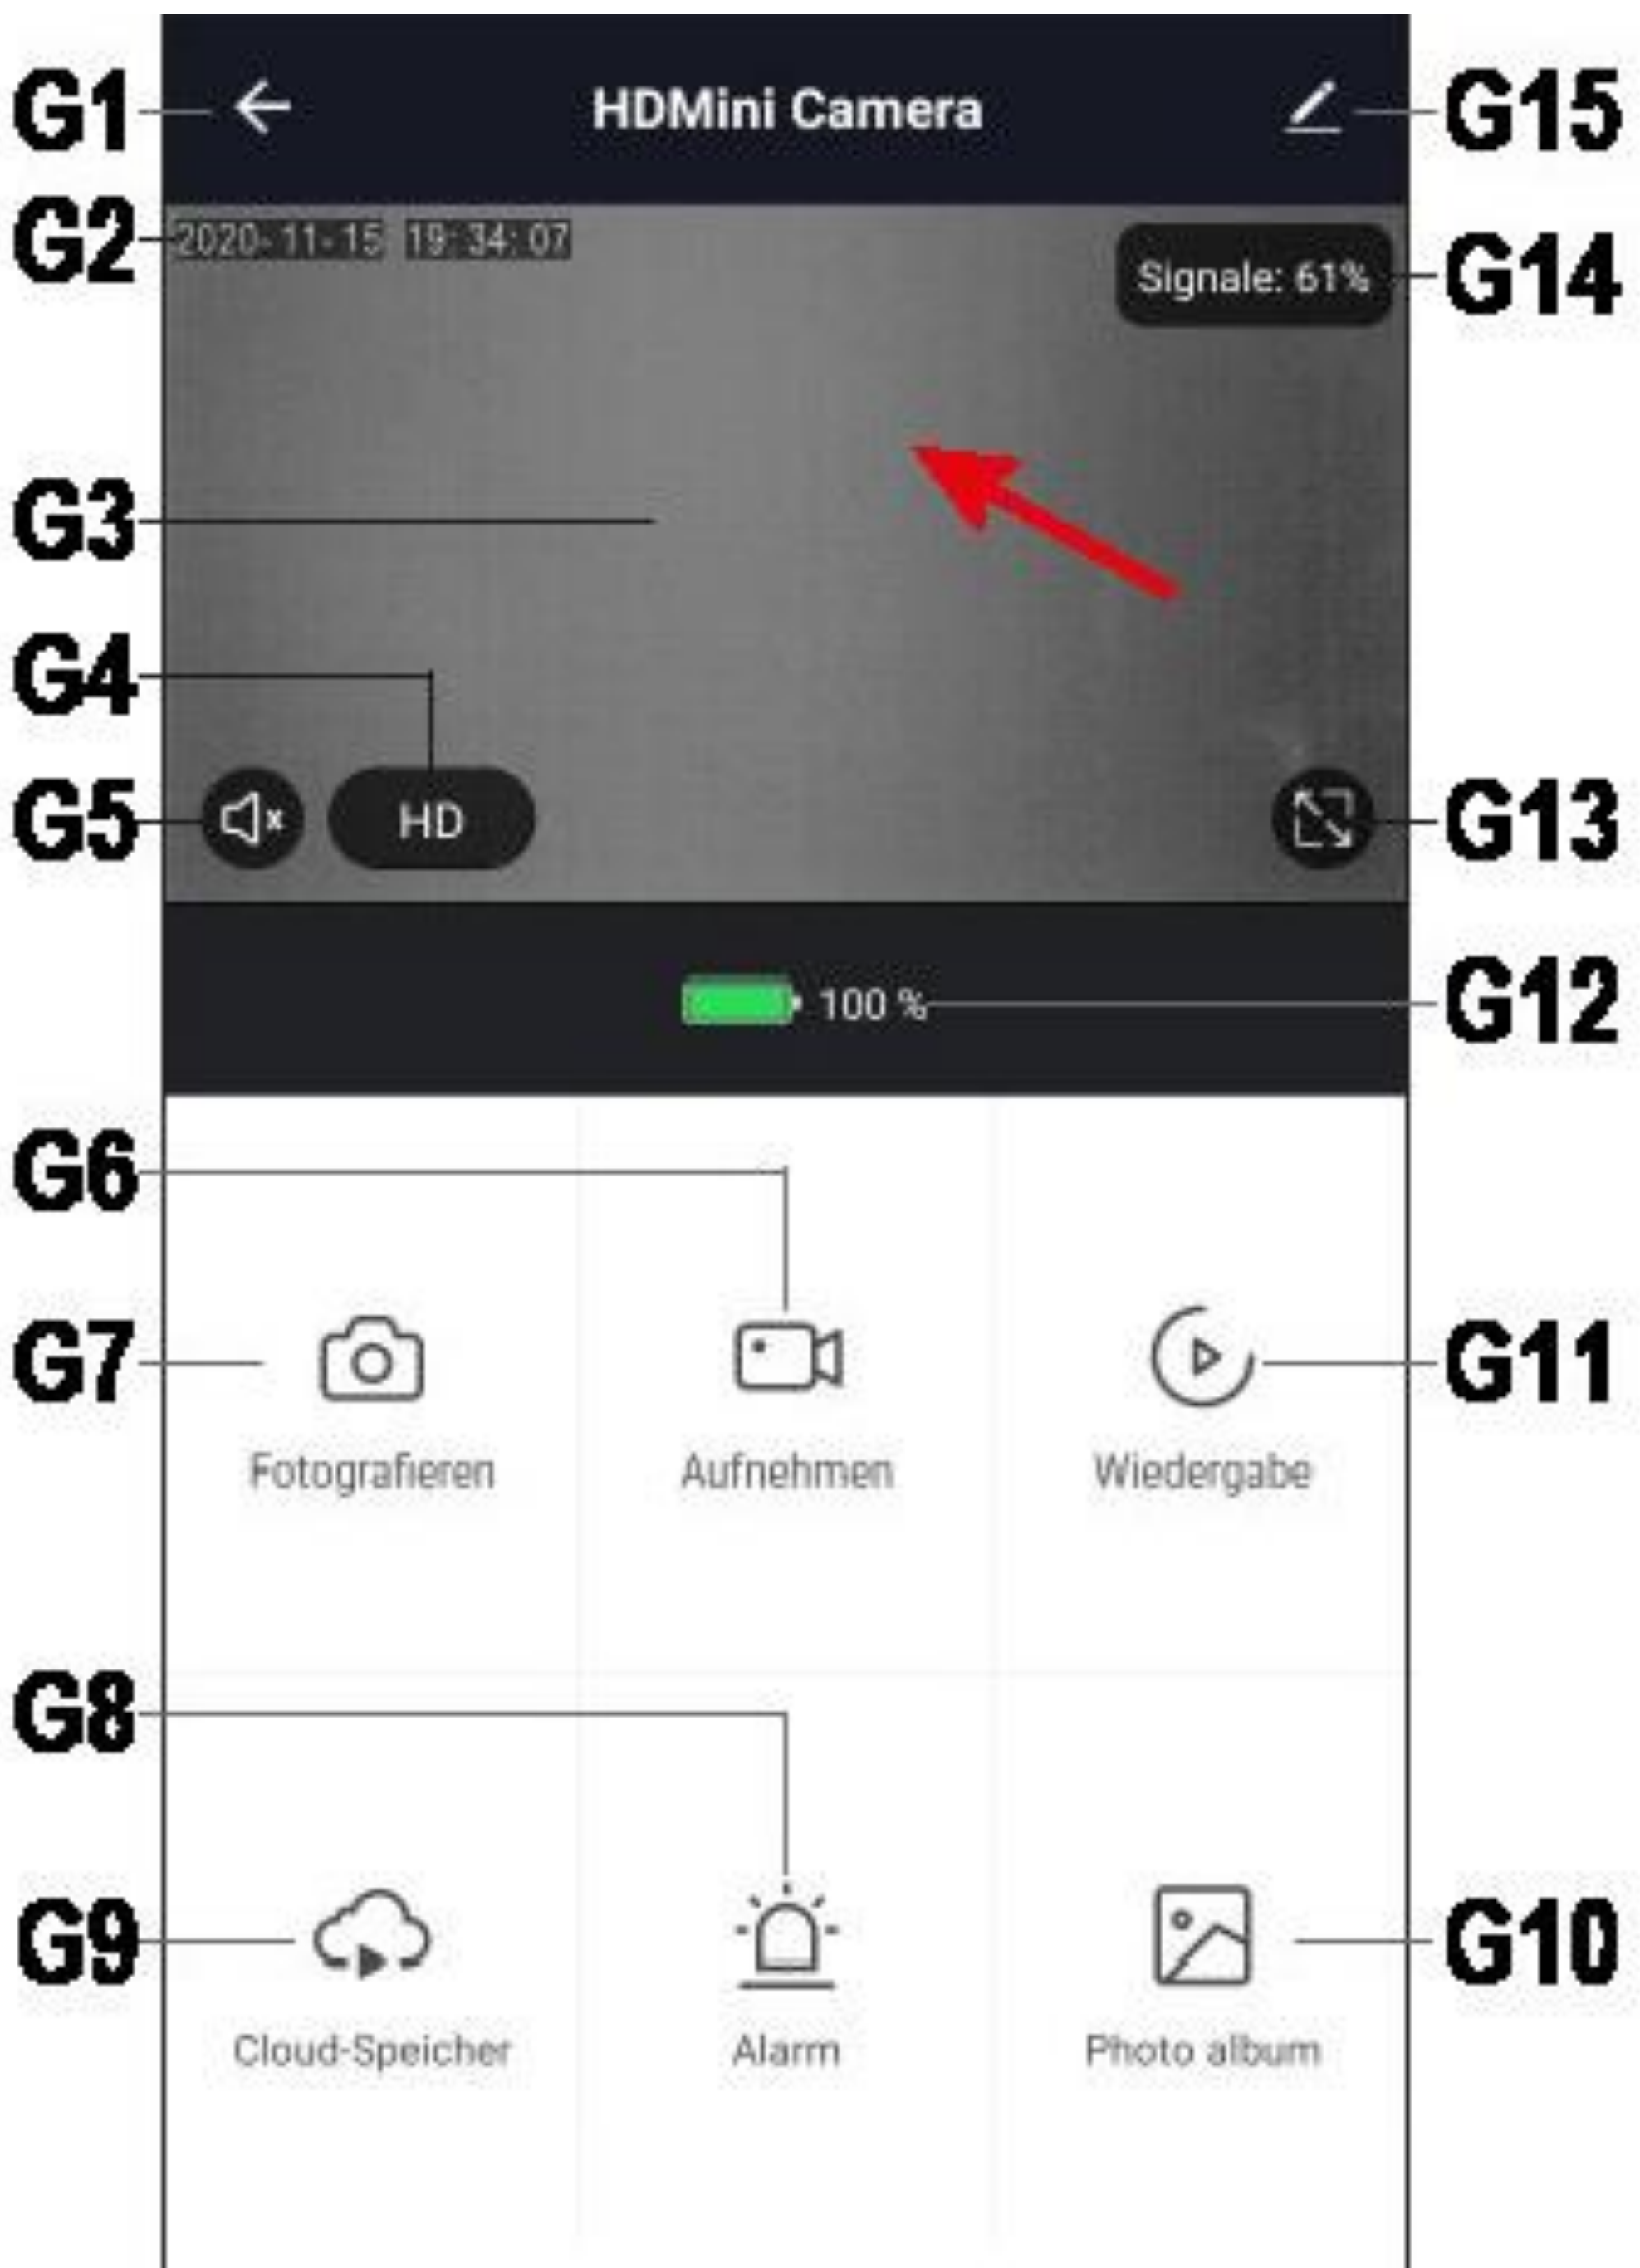 G1 HDMini Camera G15
G2 2020-11-15 19:34:07
Signale: 61% G14
G3
G4
G5 HD G13
100 % G12
G6
G7 G11
Fotografieren Aufnehmen Wiedergabe
G8
G9 G10
Cloud-Speicher Alarm Photo album